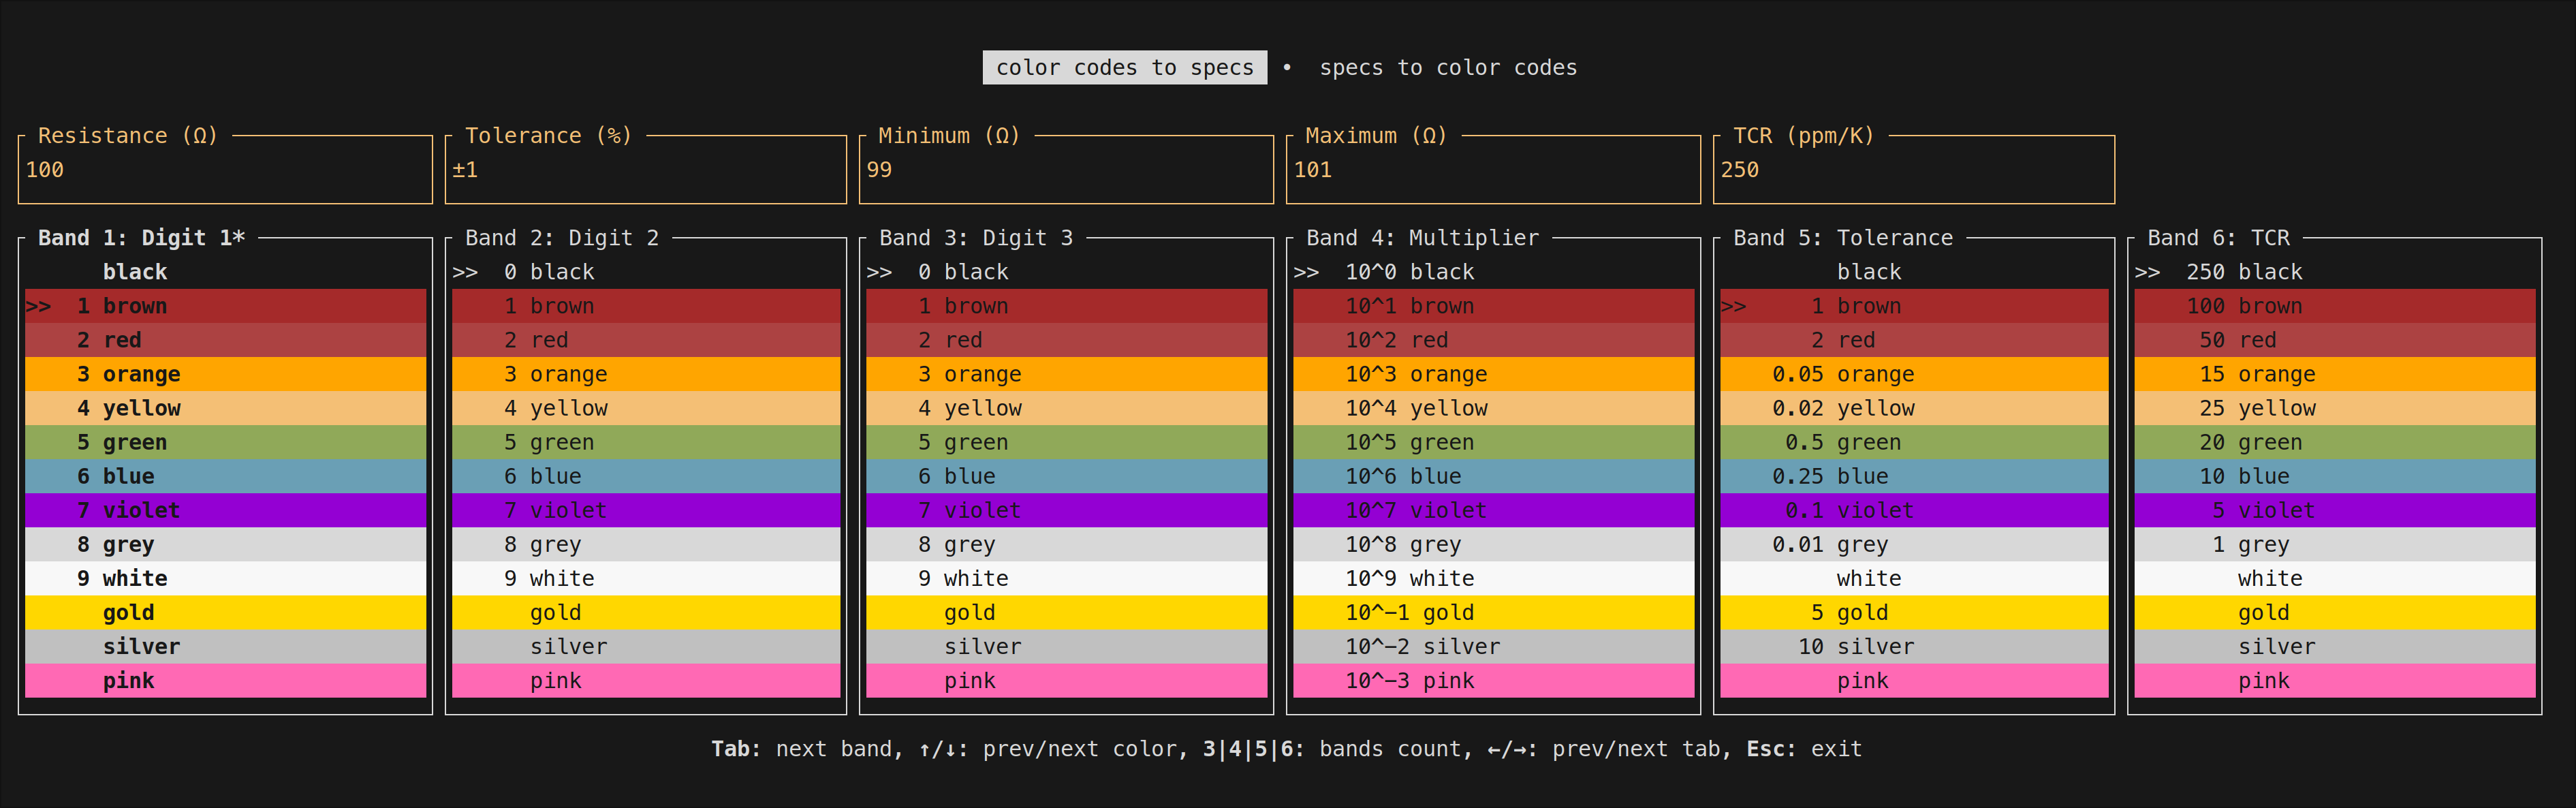 color codes to specs • specs to color codes
Resistance (Ω) Tolerance (%) Minimum (Ω) Maximum (Ω) TCR (ppm/K)
100 ±1 99 101 250
Band 1: Digit 1* Band 2: Digit 2 Band 3: Digit 3 Band 4: Multiplier Band 5: Tolerance Band 6: TCR
black >> 0 black >> 0 black >> 10^0 black black >> 250 black
>> 1 brown 1 brown 1 brown 10^1 brown >> 1 brown 100 brown
2 red 2 red 2 red 10^2 red 2 red 50 red
3 orange 3 orange 3 orange 10^3 orange 0.05 orange 15 orange
4 yellow 4 yellow 4 yellow 10^4 yellow 0.02 yellow 25 yellow
5 green 5 green 5 green 10^5 green 0.5 green 20 green
6 blue 6 blue 6 blue 10^6 blue 0.25 blue 10 blue
7 violet 7 violet 7 violet 10^7 violet 0.1 violet 5 violet
8 grey 8 grey 8 grey 10^8 grey 0.01 grey 1 grey
9 white 9 white 9 white 10^9 white white white
gold gold gold 10^−1 gold 5 gold gold
silver silver silver 10^−2 silver 10 silver silver
pink pink pink 10^−3 pink pink pink
Tab: next band, ↑/↓: prev/next color, 3|4|5|6: bands count, ←/→: prev/next tab, Esc: exit